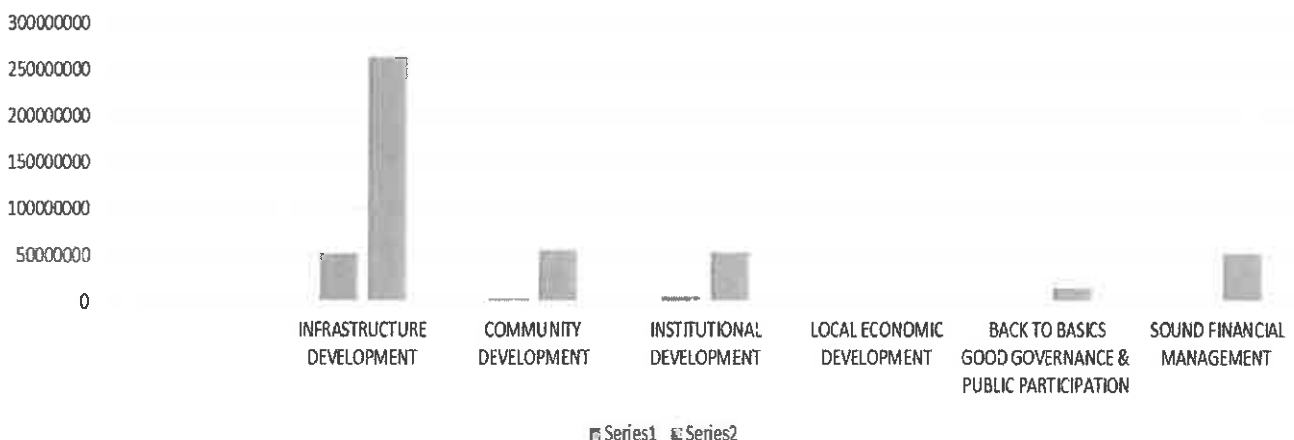 300000000
250000000
200000000
150000000
100000000
50000000
0
INFRASTRUCTURE
DEVELOPMENT
COMMUNITY
DEVELOPMENT
INSTITUTIONAL
DEVELOPMENT
LOCAL ECONOMIC
DEVELOPMENT
BACK TO BASICS
GOOD GOVERNANCE &
PUBLIC PARTICIPATION
SOUND FINANCIAL
MANAGEMENT
Series1 Series2